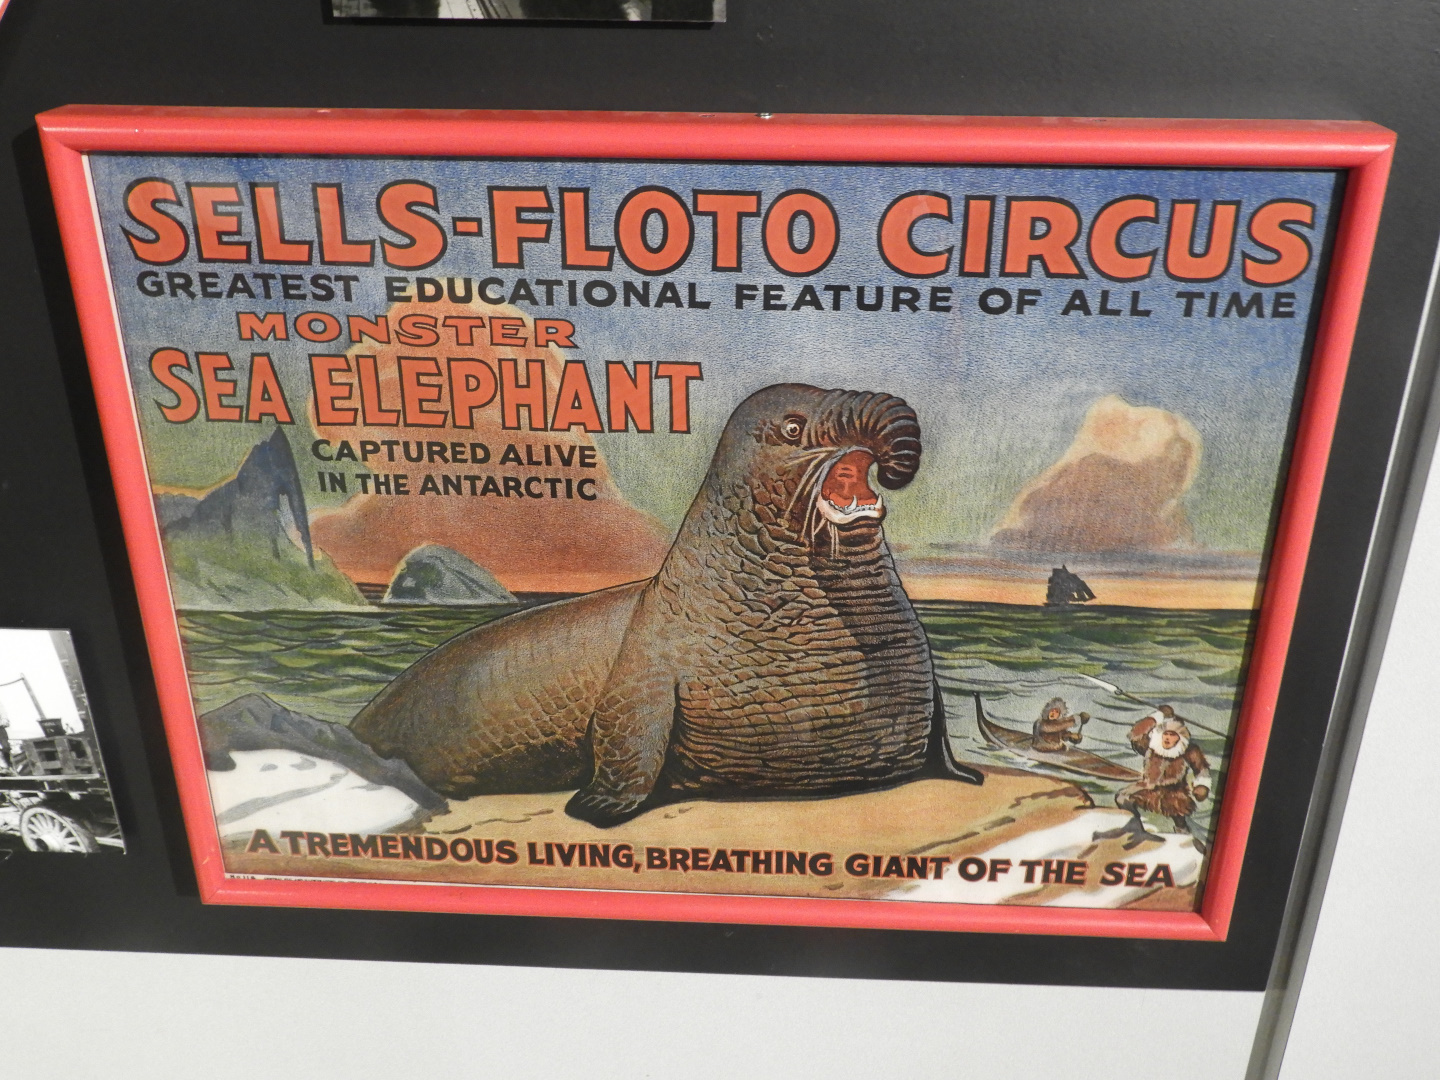 SELLS-FLOTO CIRCUS
GREATEST EDUCATIONAL FEATURE OF ALL TIME
MONSTER
SEA ELEPHANT
CAPTURED ALIVE
IN THE ANTARCTIC
A TREMENDOUS LIVING, BREATHING GIANT OF THE SEA